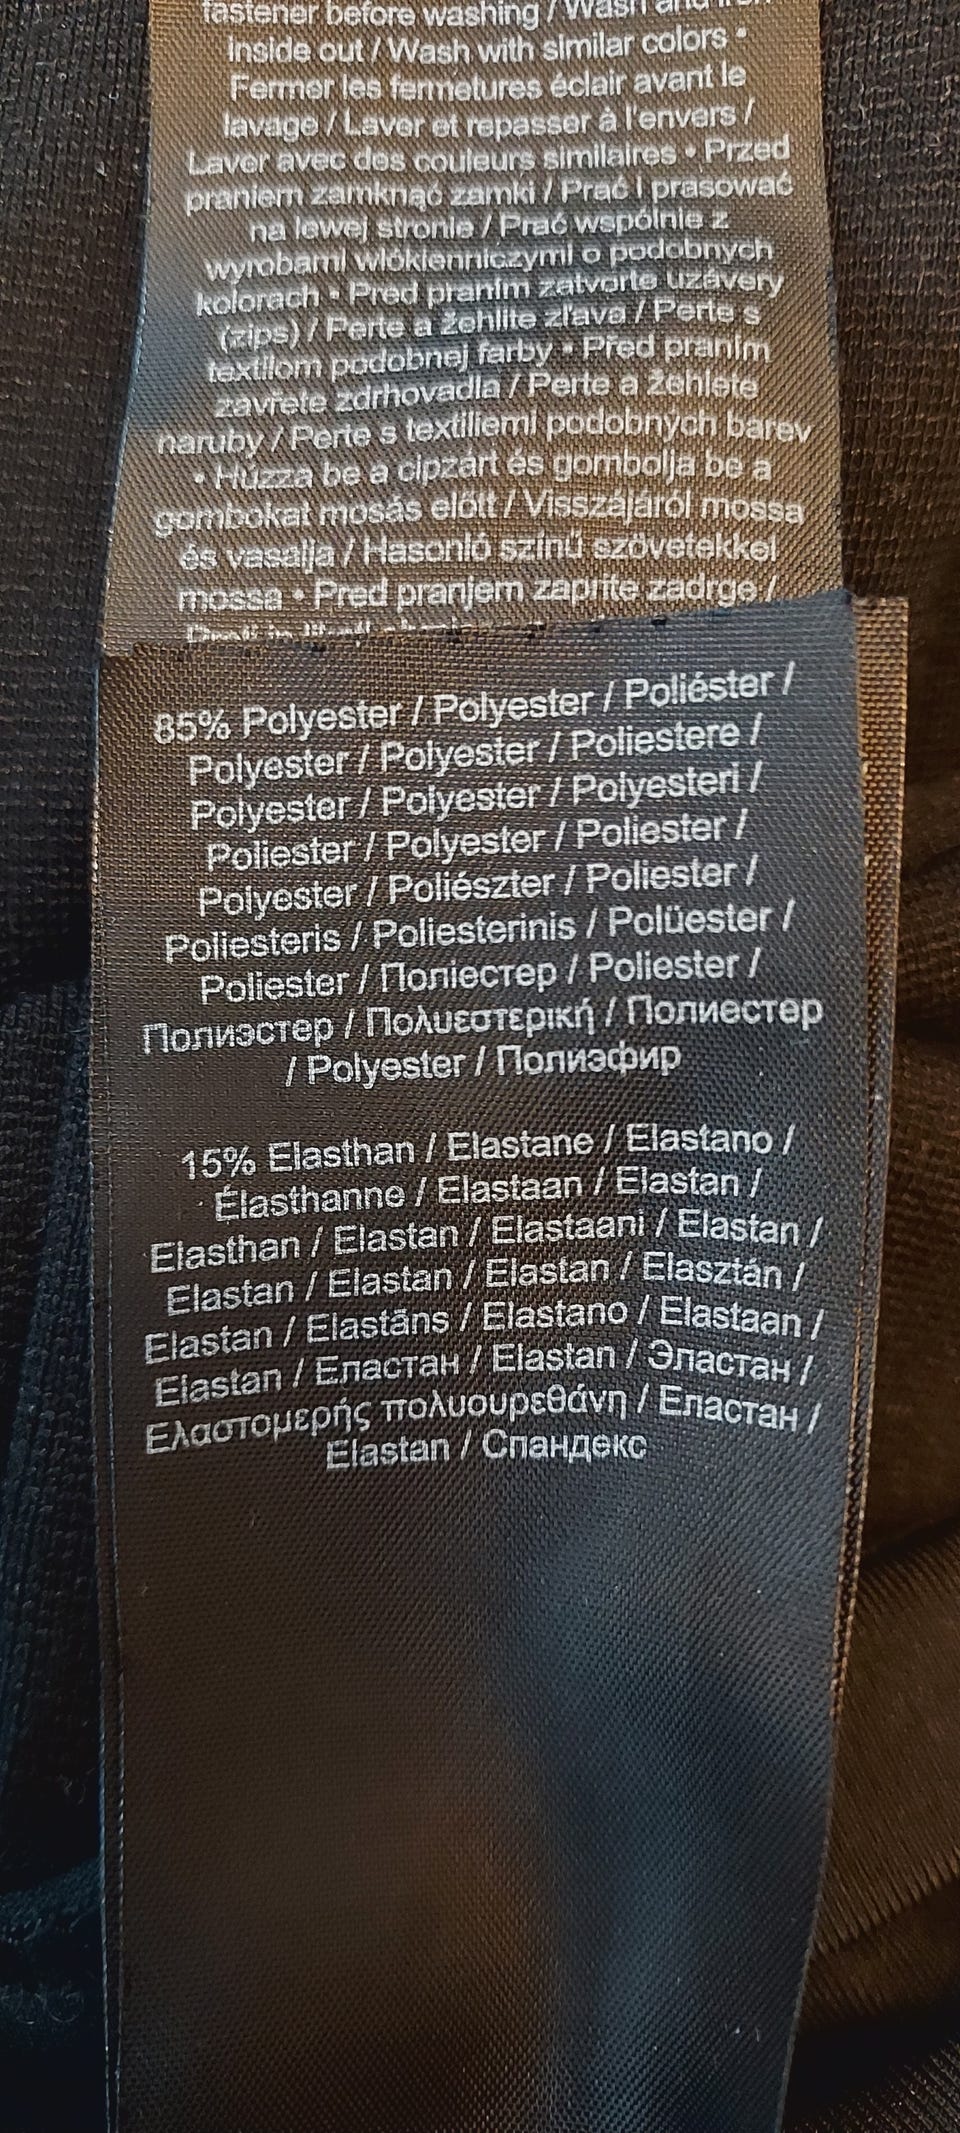 fastener before washing / Wash and iron
inside out / Wash with similar colors •
Fermer les fermetures éclair avant le
lavage / Laver et repasser à l'envers /
Laver avec des couleurs similaires • Przed
praniem zamknąć zamki / Prać i prasować
na lewej stronie / Prać wspólnie z
wyrobami włókienniczymi o podobnych
kolorach • Pred praním zatvorte uzávery
(zips) / Perte a žehlite zľava / Perte s
textilom podobnej farby • Před praním
zavřete zdrhovadla / Perte a žehlete
naruby / Perte s textiliemi podobných barev
• Húzza be a cipzárt és gombolja be a
gombokat mosás előtt / Visszájáról mossa
és vasalja / Hasonló színű szövetekkel
mossa • Pred pranjem zaprite zadrge /
85% Polyester / Polyester / Poliéster /
Polyester / Polyester / Poliestere /
Polyester / Polyester / Polyesteri /
Poliester / Polyester / Poliester /
Polyester / Poliészter / Poliester /
Poliesteris / Poliesterinis / Polüester /
Poliester / Поліестер / Poliester /
Полиэстер / Πολυεστερική / Полиестер
/ Polyester / Полиэфир
15% Elasthan / Elastane / Elastano /
Élasthanne / Elastaan / Elastan /
Elasthan / Elastan / Elastaani / Elastan /
Elastan / Elastan / Elastan / Elasztán /
Elastan / Elastāns / Elastano / Elastaan /
Elastan / Еластан / Elastan / Эластан /
Ελαστομερής πολυουρεθάνη / Еластан /
Elastan / Спандекс